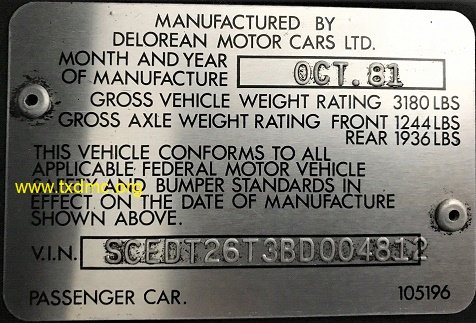 MANUFACTURED BY
DELOREAN MOTOR CARS LTD.
MONTH AND YEAR
OF MANUFACTURE OCT. 81
GROSS VEHICLE WEIGHT RATING 3180 LBS
GROSS AXLE WEIGHT RATING FRONT 1244 LBS
REAR 1936 LBS
THIS VEHICLE CONFORMS TO ALL
APPLICABLE FEDERAL MOTOR VEHICLE
www.txdmc.org
SAFETY AND BUMPER STANDARDS IN
EFFECT ON THE DATE OF MANUFACTURE
SHOWN ABOVE.
V.I.N. SCEDT26T3BD004812
PASSENGER CAR. 105196